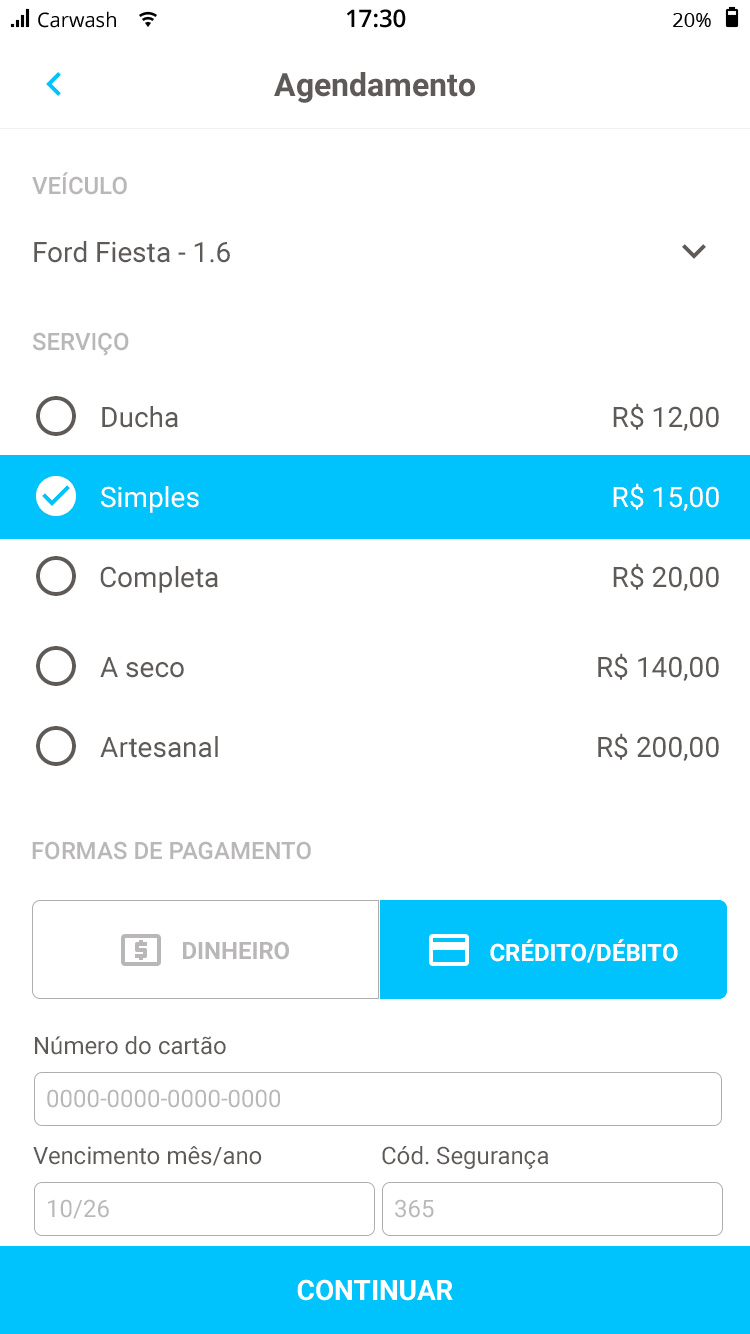 Carwash 17:30 20%
Agendamento
VEÍCULO
Ford Fiesta - 1.6
SERVIÇO
Ducha R$ 12,00
Simples R$ 15,00
Completa R$ 20,00
A seco R$ 140,00
Artesanal R$ 200,00
FORMAS DE PAGAMENTO
$ DINHEIRO CRÉDITO/DÉBITO
Número do cartão
0000-0000-0000-0000
Vencimento mês/ano Cód. Segurança
10/26 365
CONTINUAR